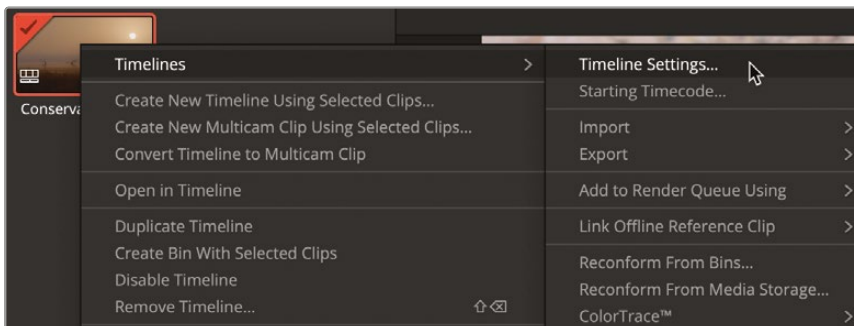 Conserva
Timelines
Create New Timeline Using Selected Clips...
Create New Multicam Clip Using Selected Clips...
Convert Timeline to Multicam Clip
Open in Timeline
Duplicate Timeline
Create Bin With Selected Clips
Disable Timeline
Remove Timeline...
Timeline Settings...
Starting Timecode...
Import
Export
Add to Render Queue Using
Link Offline Reference Clip
Reconform From Bins...
Reconform From Media Storage...
ColorTrace™